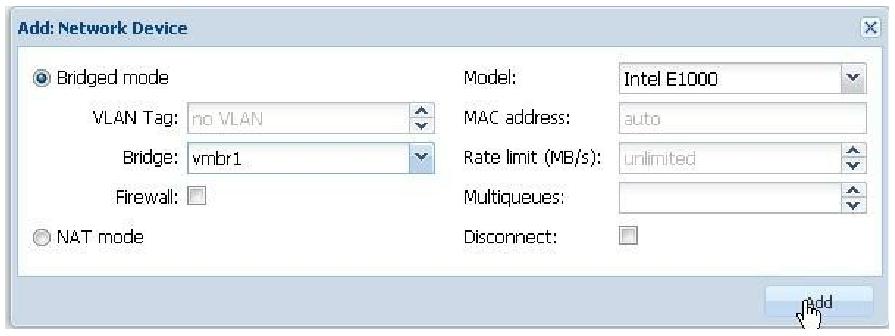 Add: Network Device
Bridged mode
VLAN Tag: no VLAN
Bridge: vmbr1
Firewall:
NAT mode
Model: Intel E1000
MAC address: auto
Rate limit (MB/s): unlimited
Multiqueues:
Disconnect:
Add